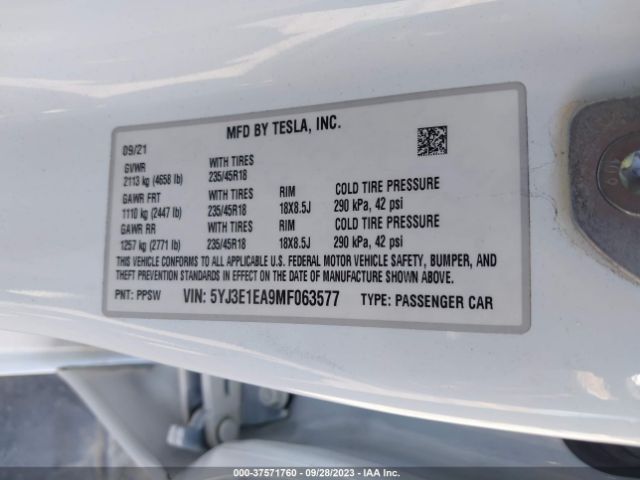 MFD BY TESLA, INC.
09/21
GVWR WITH TIRES
2113 kg (4658 lb) 235/45R18
GAWR FRT WITH TIRES RIM COLD TIRE PRESSURE
1110 kg (2447 lb) 235/45R18 18X8.5J 290 kPa, 42 psi
GAWR RR WITH TIRES RIM COLD TIRE PRESSURE
1257 kg (2771 lb) 235/45R18 18X8.5J 290 kPa, 42 psi
THIS VEHICLE CONFORMS TO ALL APPLICABLE U.S. FEDERAL MOTOR VEHICLE SAFETY, BUMPER, AND
THEFT PREVENTION STANDARDS IN EFFECT ON THE DATE OF MANUFACTURE SHOWN ABOVE.
PNT: PPSW VIN: 5YJ3E1EA9MF063577 TYPE: PASSENGER CAR
000-37571760 - 09/28/2023 - IAA Inc.